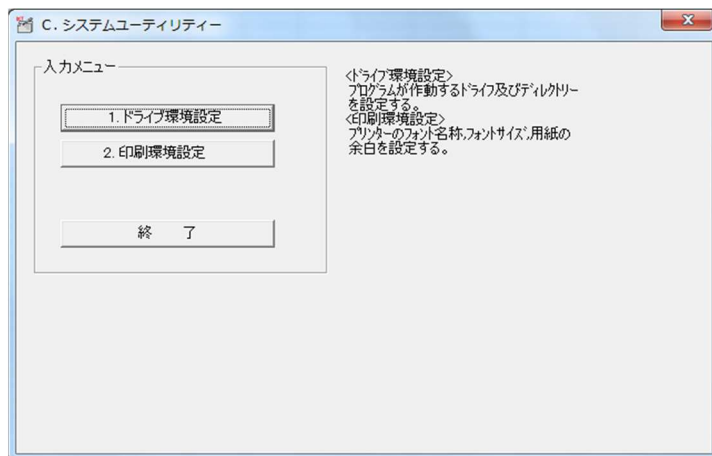 C. システムユーティリティー
入力メニュー
1. ドライブ環境設定
2. 印刷環境設定
終　　了
<ﾄﾞﾗｲﾌﾞ環境設定>
ﾌﾟﾛｸﾞﾗﾑが作動するﾄﾞﾗｲﾌ及びﾃﾞｨﾚｸﾄﾘｰ
を設定する。
<印刷環境設定>
ﾌﾟﾘﾝﾀｰのﾌｫﾝﾄ名称,ﾌｫﾝﾄｻｲｽﾞ,用紙の
余白を設定する。